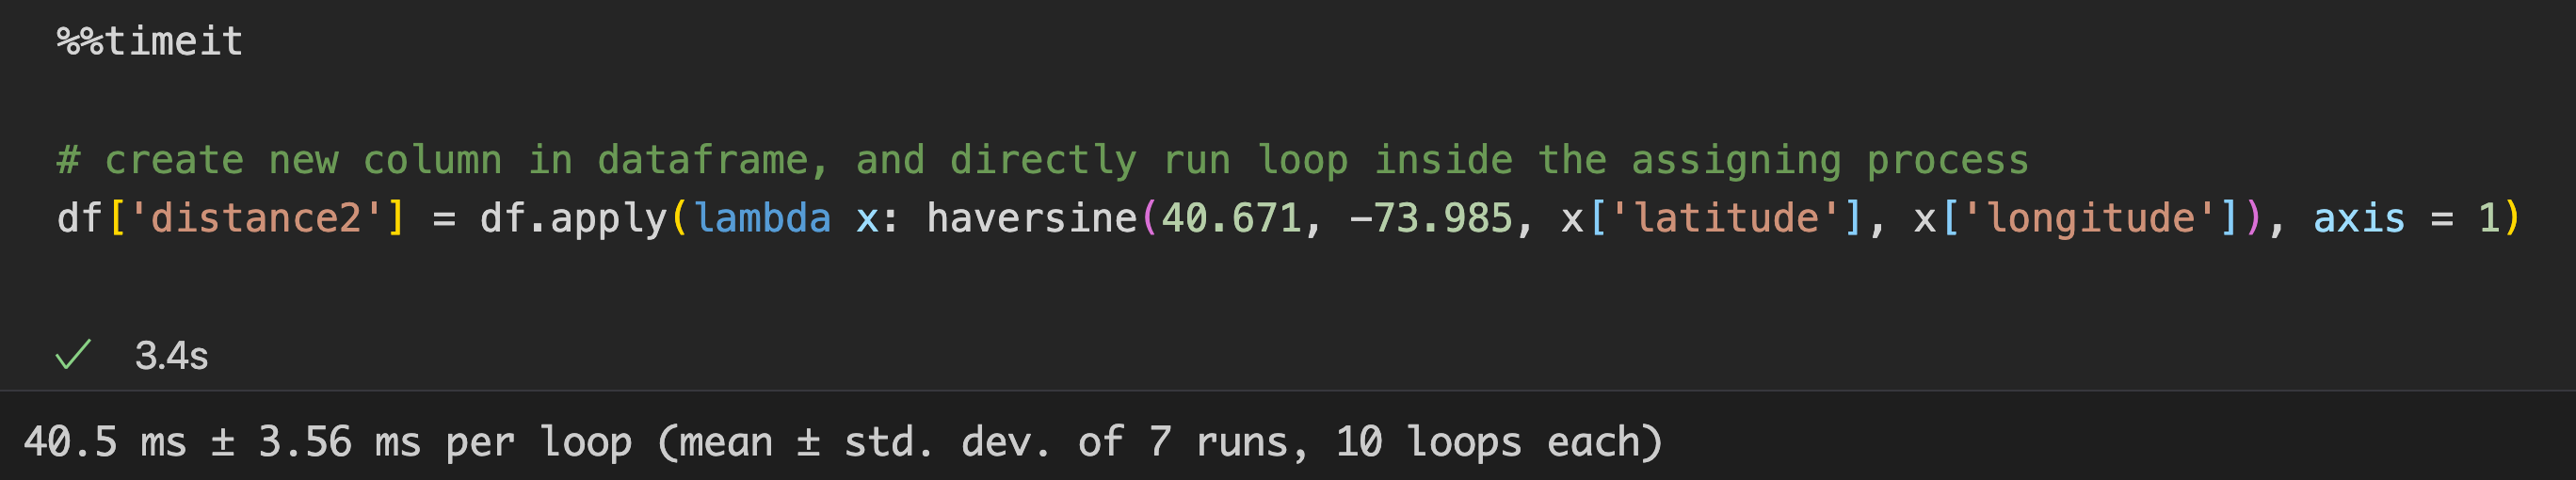 %%timeit
# create new column in dataframe, and directly run loop inside the assigning process
df['distance2'] = df.apply(lambda x: haversine(40.671, -73.985, x['latitude'], x['longitude']), axis = 1)
✓ 3.4s
40.5 ms ± 3.56 ms per loop (mean ± std. dev. of 7 runs, 10 loops each)